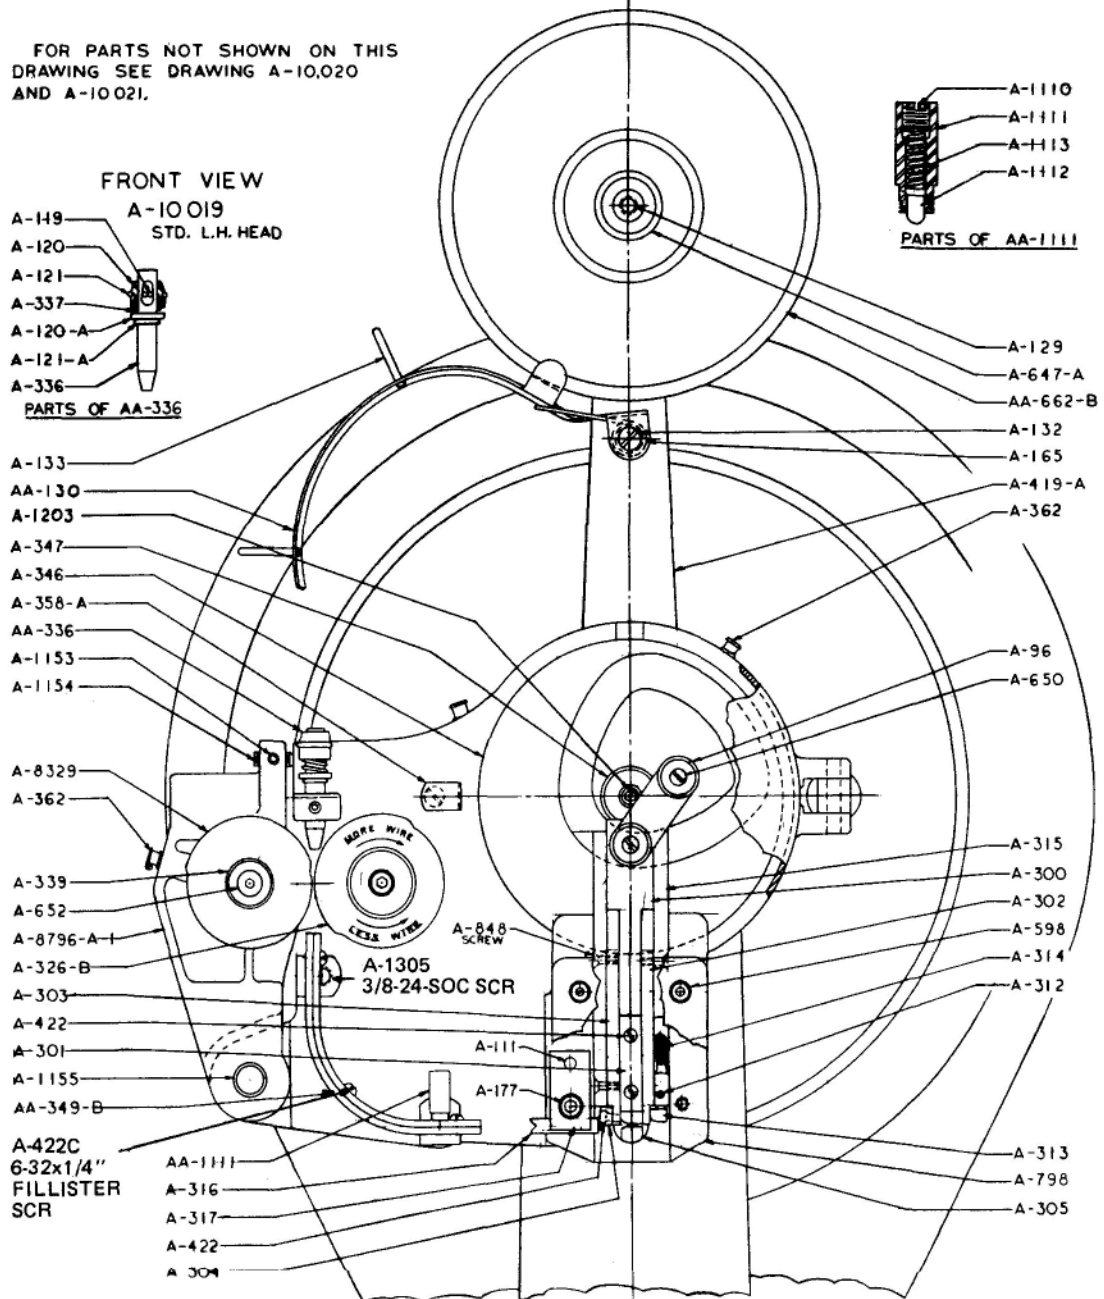 FOR PARTS NOT SHOWN ON THIS
DRAWING SEE DRAWING A-10,020
AND A-10021.
FRONT VIEW
A-10019
STD. L.H. HEAD
A-119
A-120
A-121
A-337
A-120-A
A-121-A
A-336
PARTS OF AA-336
A-1110
A-1111
A-1113
A-1112
PARTS OF AA-1111
A-129
A-647-A
AA-662-B
A-132
A-165
A-419-A
A-362
A-133
AA-130
A-1203
A-347
A-346
A-358-A
AA-336
A-1153
A-1154
A-8329
A-362
A-339
A-652
A-8796-A-1
A-326-B
A-303
A-422
A-301
A-1155
AA-349-B
A-422C
6-32x1/4"
FILLISTER
SCR
MORE WIRE
LESS WIRE
A-1305
3/8-24-SOC SCR
A-848
SCREW
A-111
A-177
AA-1111
A-316
A-317
A-422
A 304
A-96
A-650
A-315
A-300
A-302
A-598
A-314
A-312
A-313
A-798
A-305